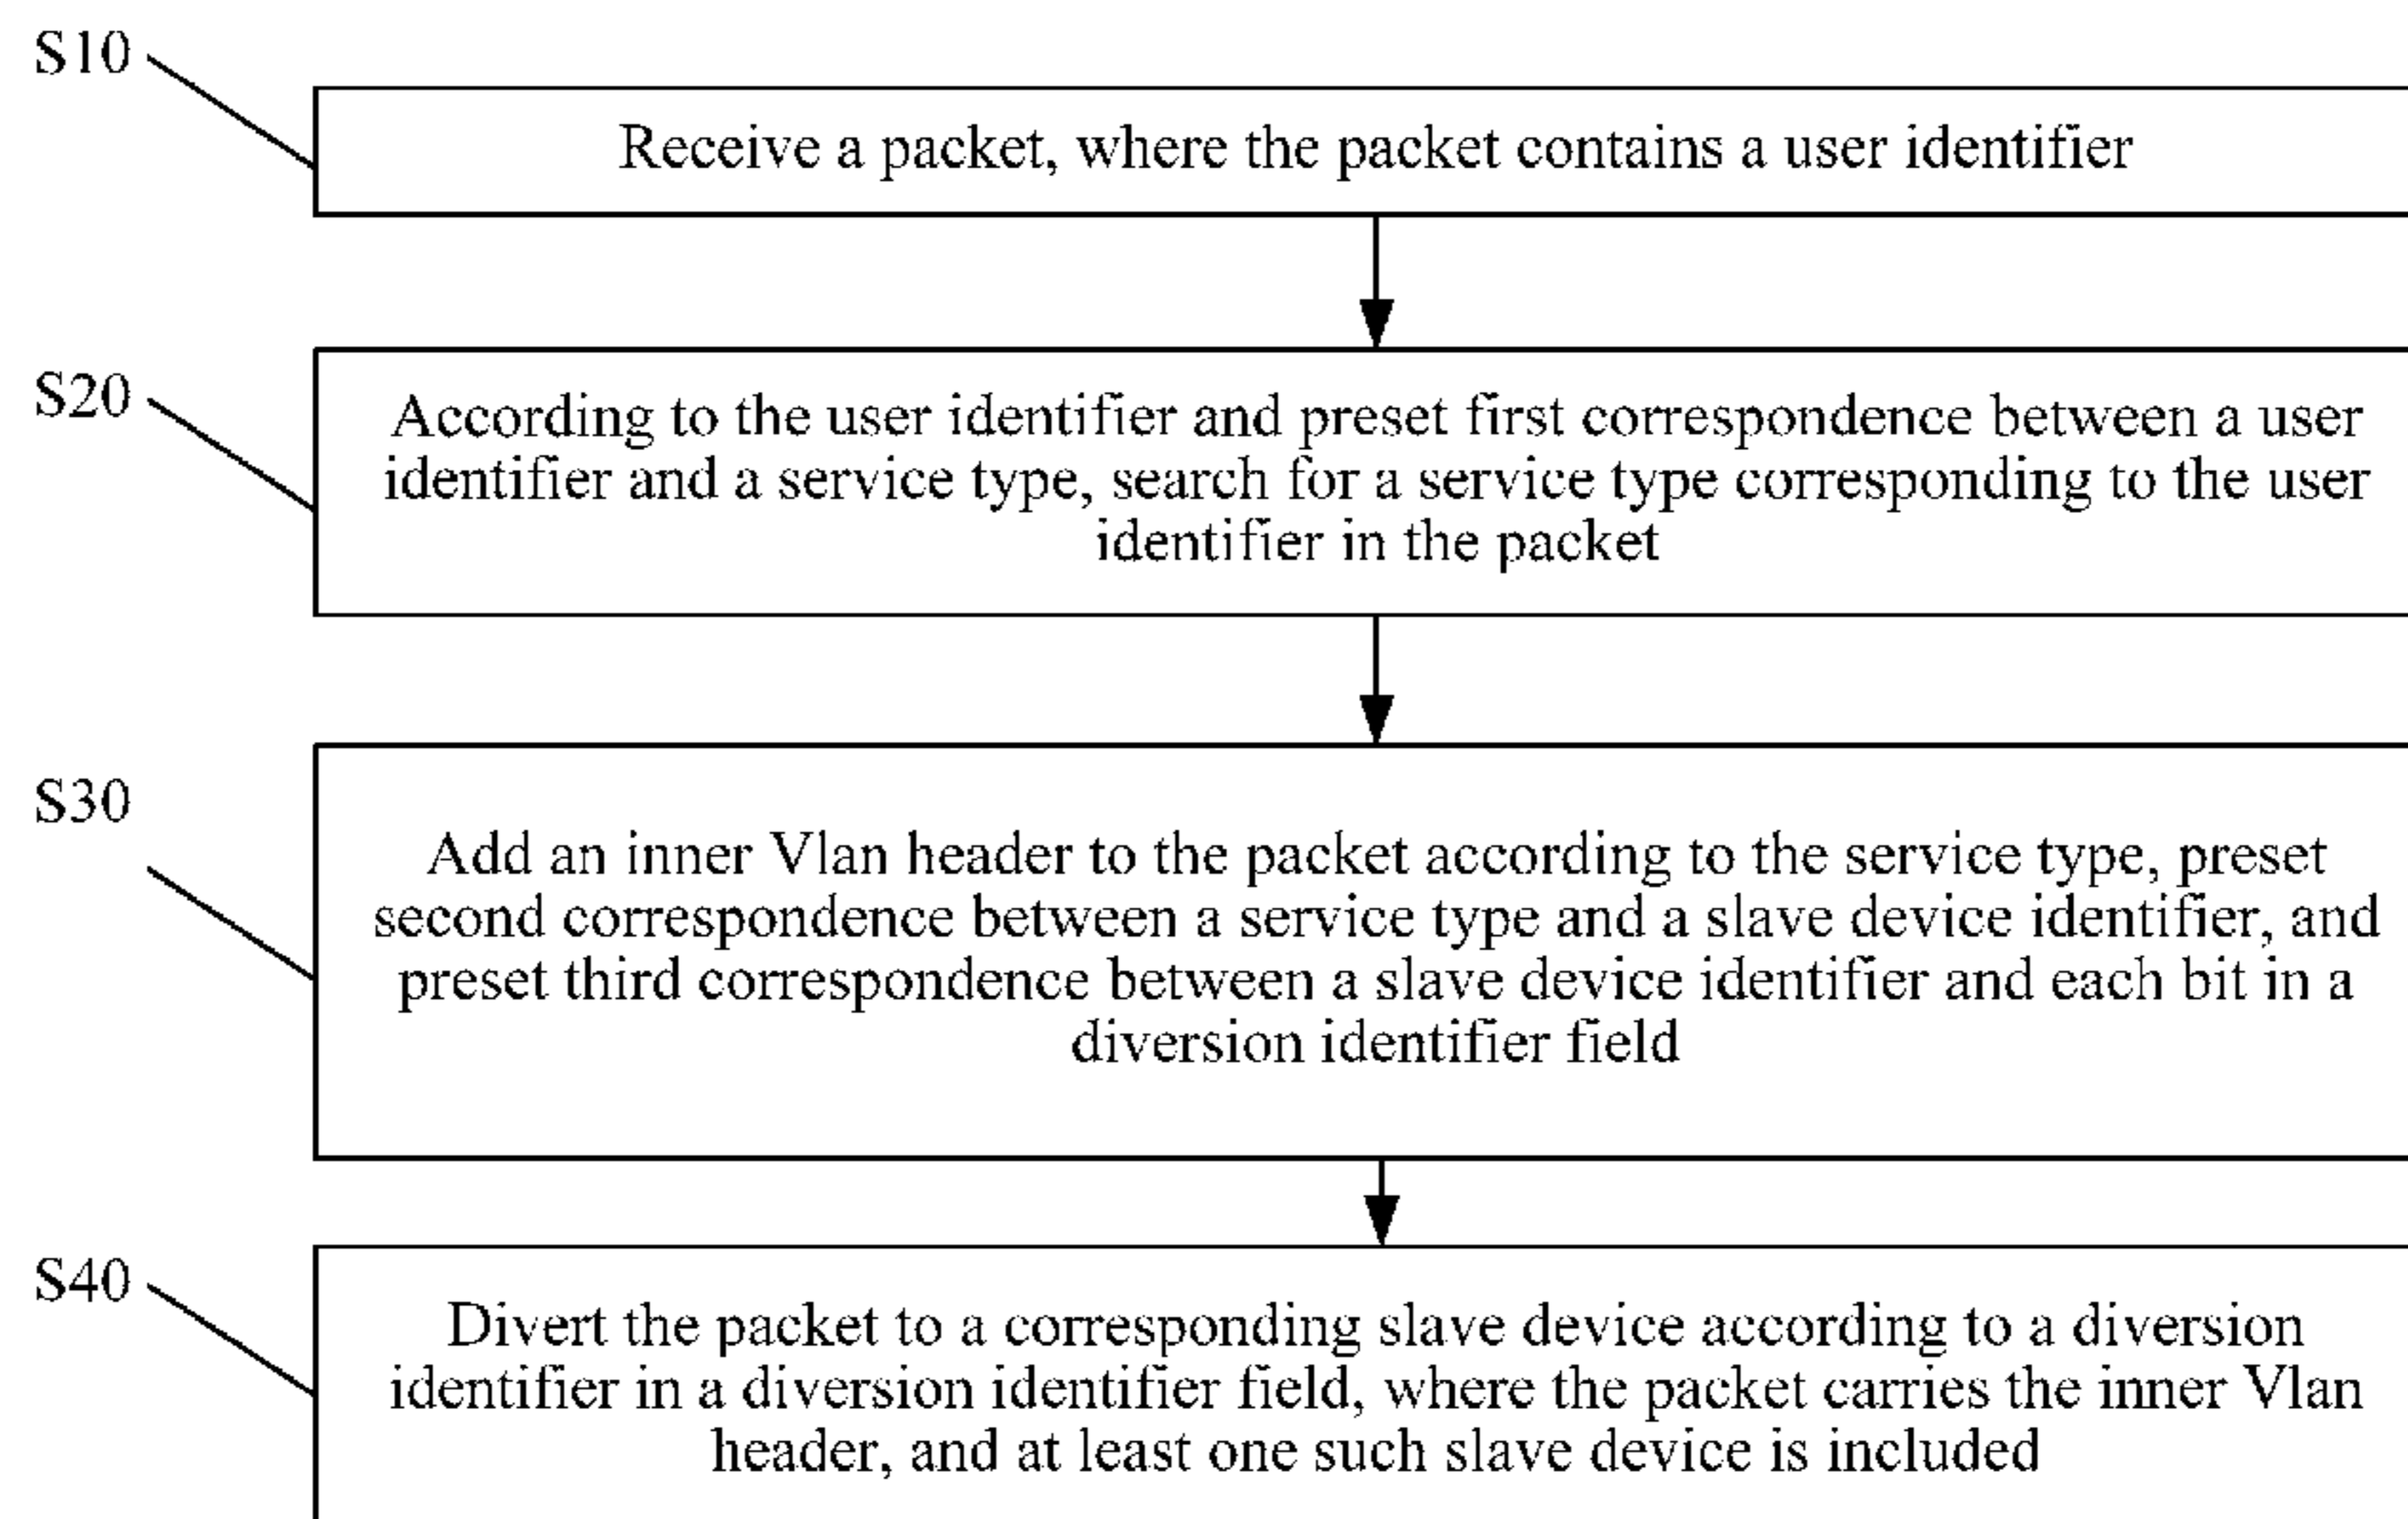 S10
Receive a packet, where the packet contains a user identifier
S20
According to the user identifier and preset first correspondence between a user
identifier and a service type, search for a service type corresponding to the user
identifier in the packet
S30
Add an inner Vlan header to the packet according to the service type, preset
second correspondence between a service type and a slave device identifier, and
preset third correspondence between a slave device identifier and each bit in a
diversion identifier field
S40
Divert the packet to a corresponding slave device according to a diversion
identifier in a diversion identifier field, where the packet carries the inner Vlan
header, and at least one such slave device is included